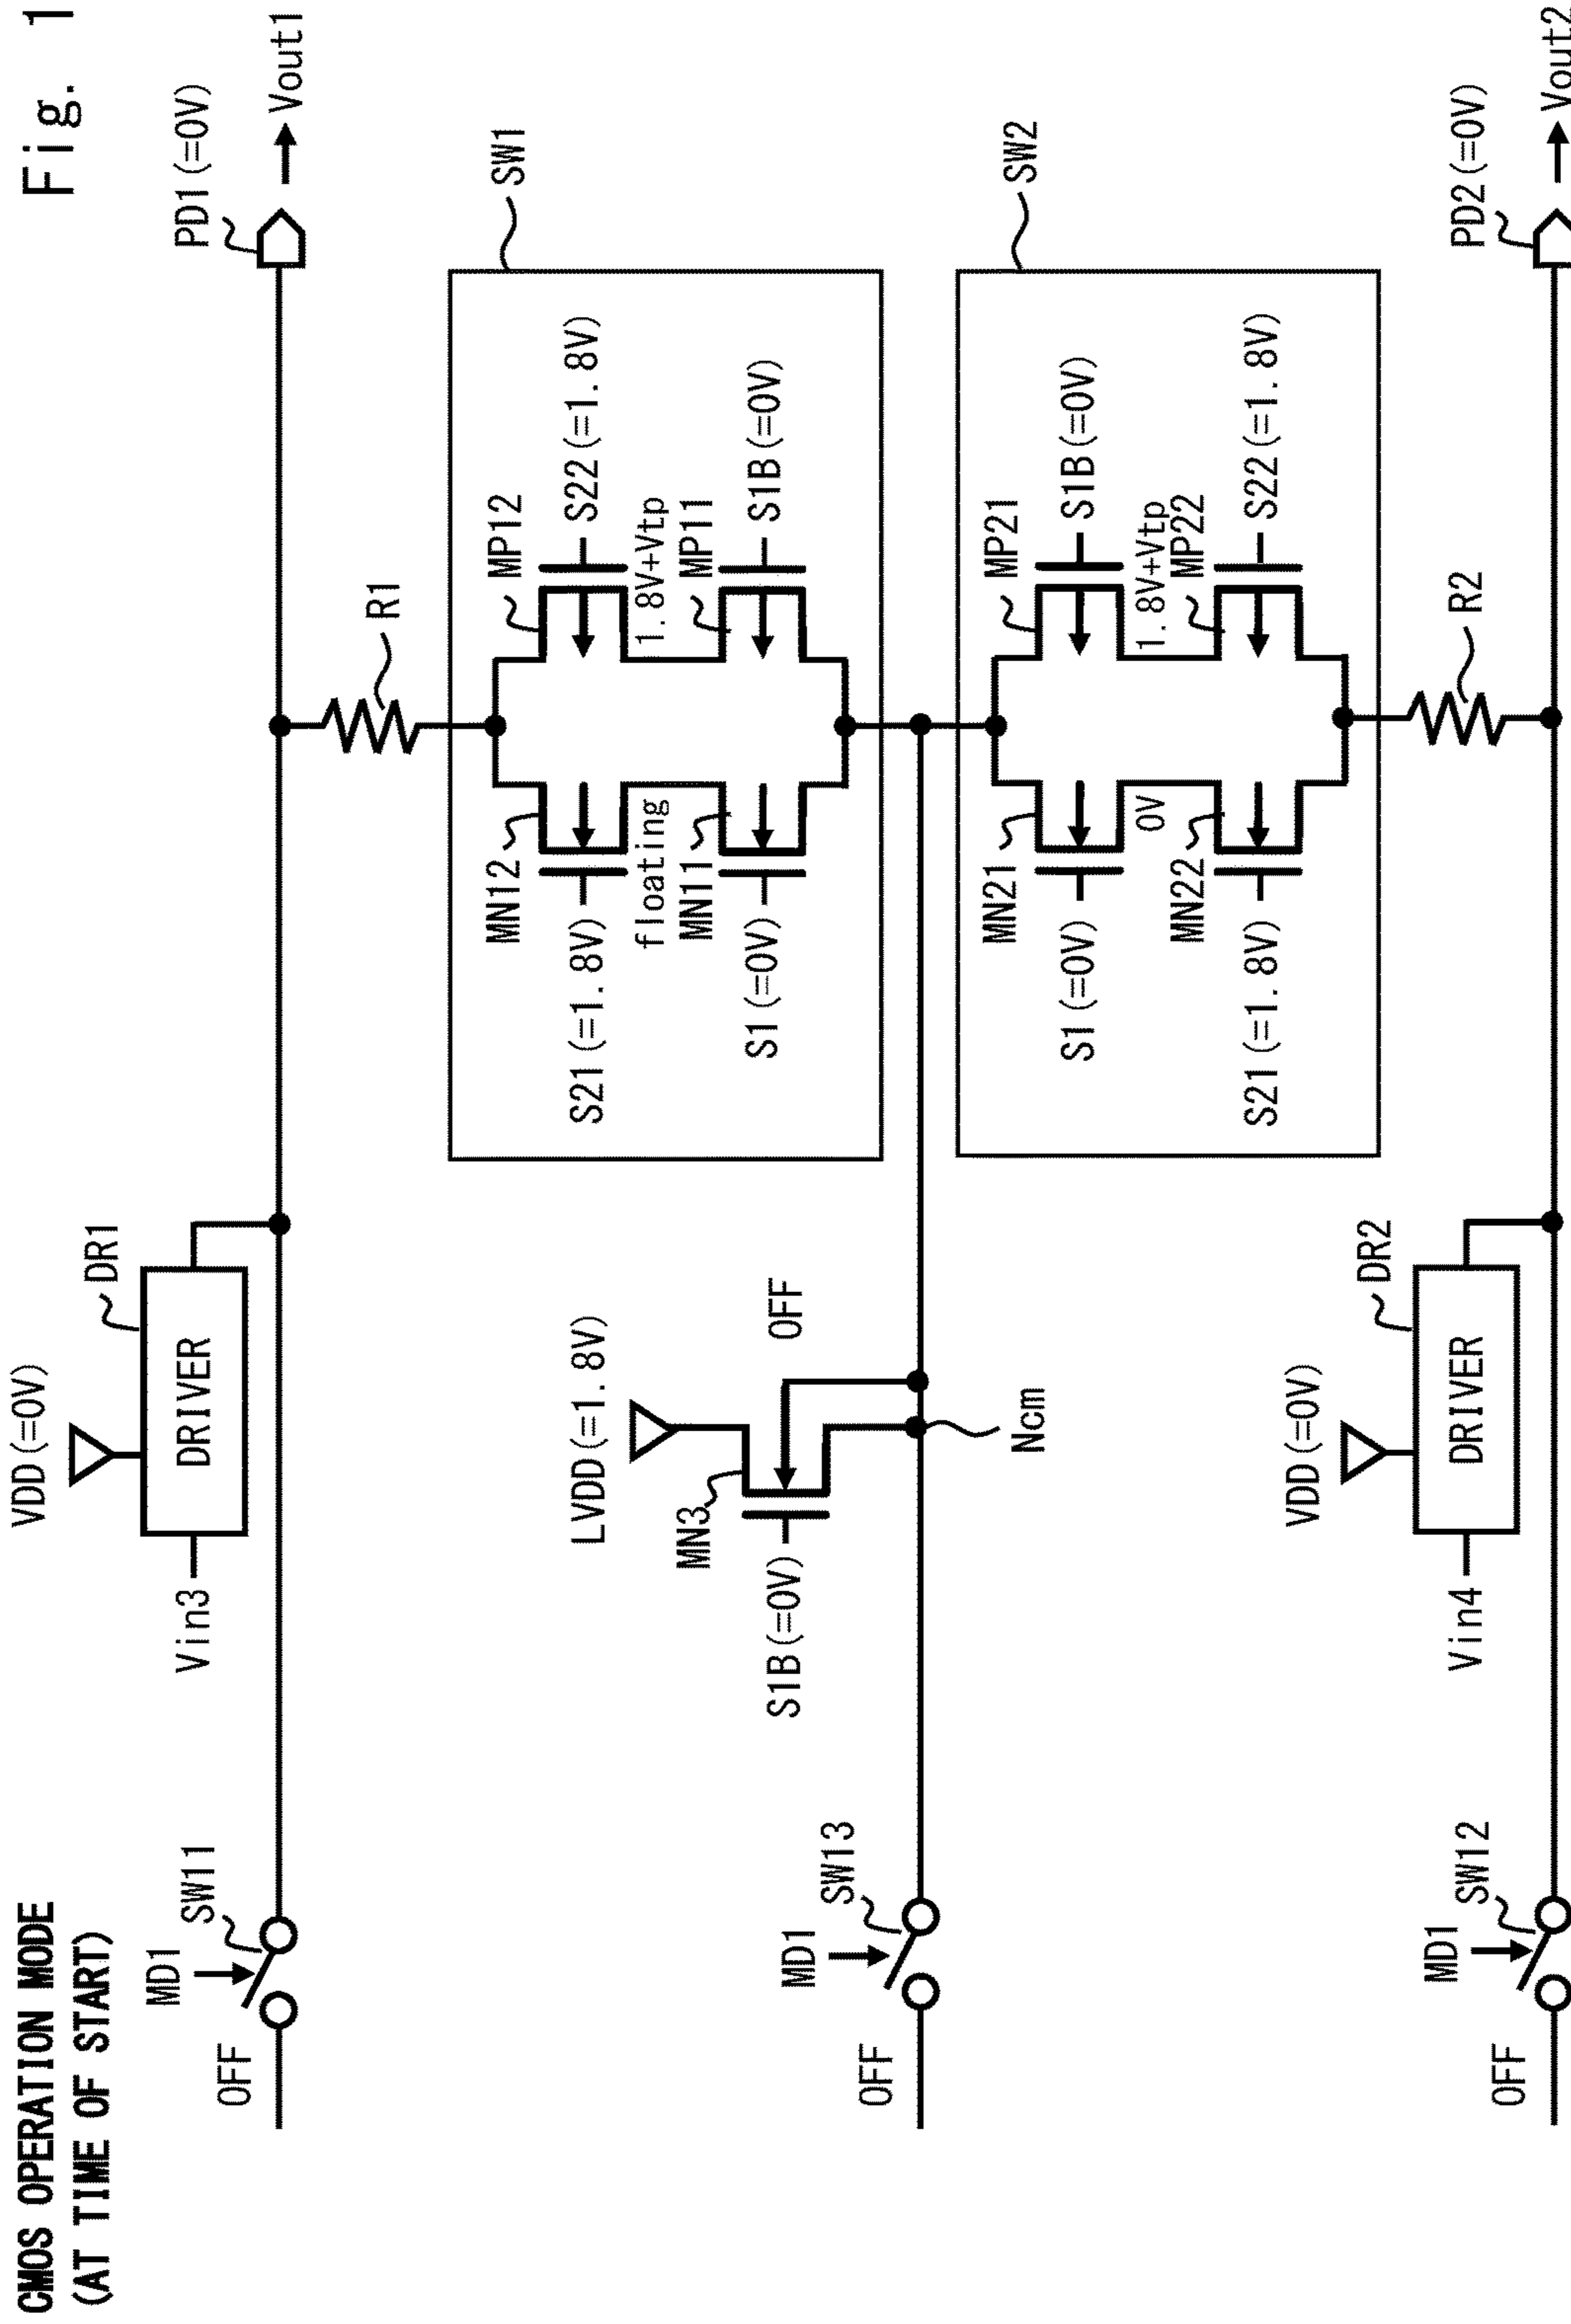 Fig. 1
CMOS OPERATION MODE
(AT TIME OF START)
VDD(=0V)
DR1
DRIVER
Vin3
MD1
SW11
OFF
PD1(=0V)
Vout1
R1
SW1
MN12
S21(=1.8V)
MP12
S22(=1.8V)
floating
1.8V+Vtp
MN11
S1(=0V)
MP11
S1B(=0V)
LVDD(=1.8V)
MN3
S1B(=0V)
OFF
Ncm
MD1
SW13
OFF
SW2
MN21
S1(=0V)
MP21
S1B(=0V)
0V
1.8V+Vtp
MN22
S21(=1.8V)
MP22
S22(=1.8V)
R2
VDD(=0V)
DR2
DRIVER
Vin4
MD1
SW12
OFF
PD2(=0V)
Vout2